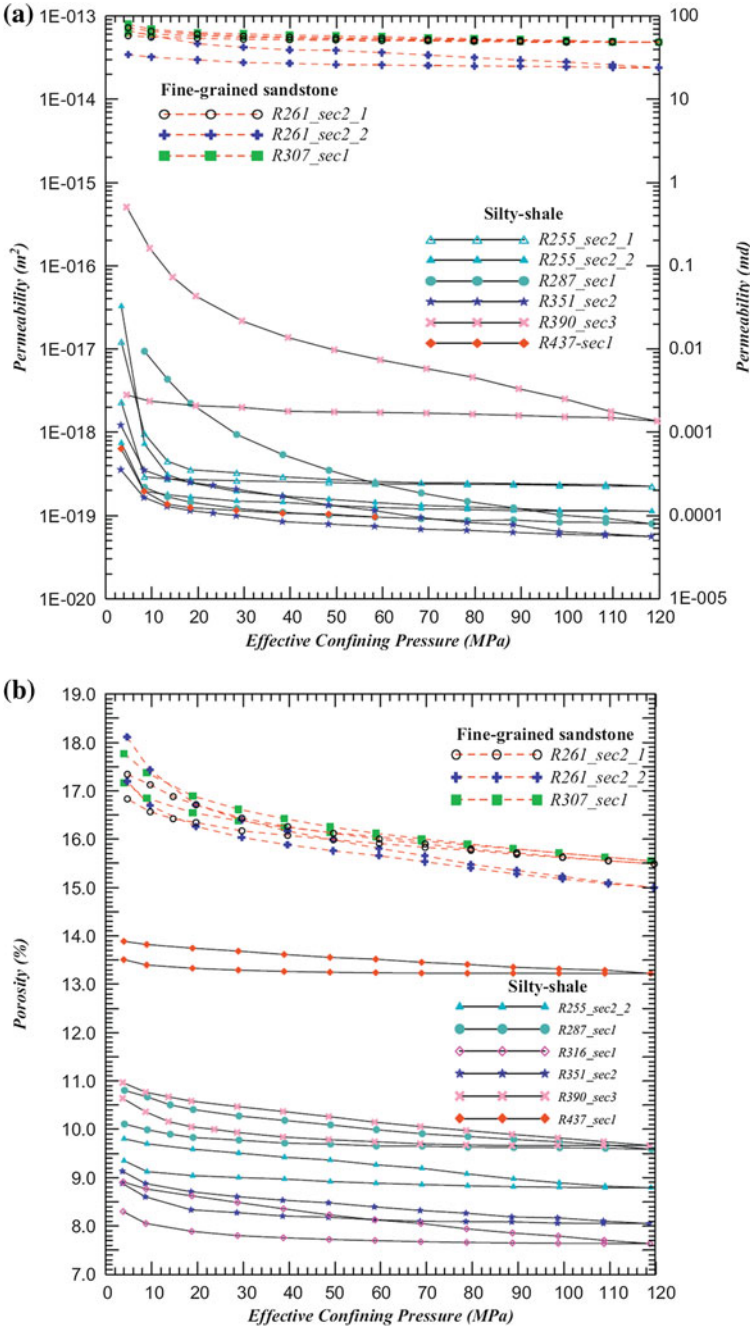 (a)
1E-013
1E-014
1E-015
1E-016
1E-017
1E-018
1E-019
1E-020
100
10
1
0.1
0.01
0.001
0.0001
1E-005
Permeability (m²)
Permeability (md)
Fine-grained sandstone
R261_sec2_1
R261_sec2_2
R307_sec1
Silty-shale
R255_sec2_1
R255_sec2_2
R287_sec1
R351_sec2
R390_sec3
R437-sec1
0 10 20 30 40 50 60 70 80 90 100 110 120
Effective Confining Pressure (MPa)
(b)
19.0
18.0
17.0
16.0
15.0
14.0
13.0
12.0
11.0
10.0
9.0
8.0
7.0
Porosity (%)
Fine-grained sandstone
R261_sec2_1
R261_sec2_2
R307_sec1
Silty-shale
R255_sec2_2
R287_sec1
R316_sec1
R351_sec2
R390_sec3
R437_sec1
0 10 20 30 40 50 60 70 80 90 100 110 120
Effective Confining Pressure (MPa)